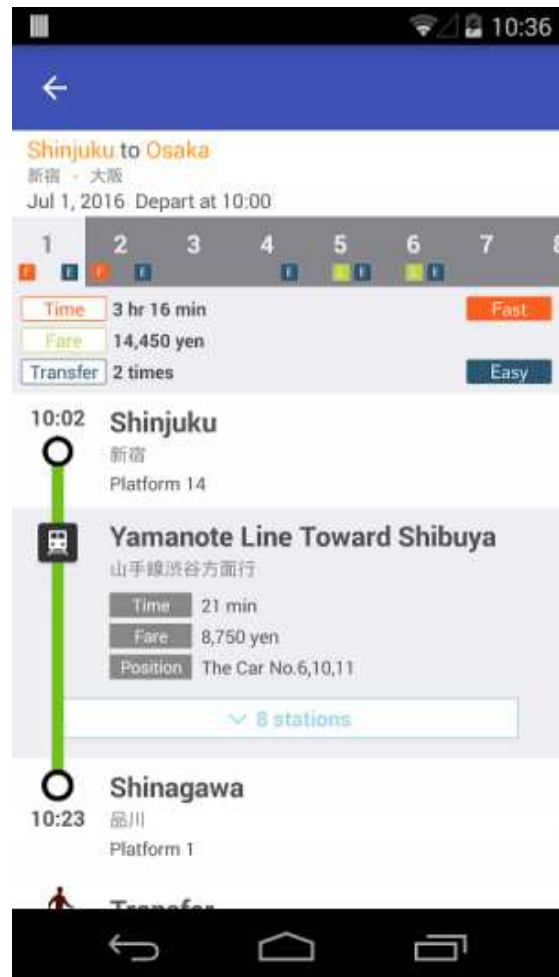 10:36
Shinjuku to Osaka
新宿 - 大阪
Jul 1, 2016 Depart at 10:00
1 2 3 4 5 6 7 8
F E F E E L E L E
Time 3 hr 16 min Fast
Fare 14,450 yen
Transfer 2 times Easy
10:02 Shinjuku
新宿
Platform 14
Yamanote Line Toward Shibuya
山手線渋谷方面行
Time 21 min
Fare 8,750 yen
Position The Car No.6,10,11
8 stations
Shinagawa
10:23 品川
Platform 1
Transfer